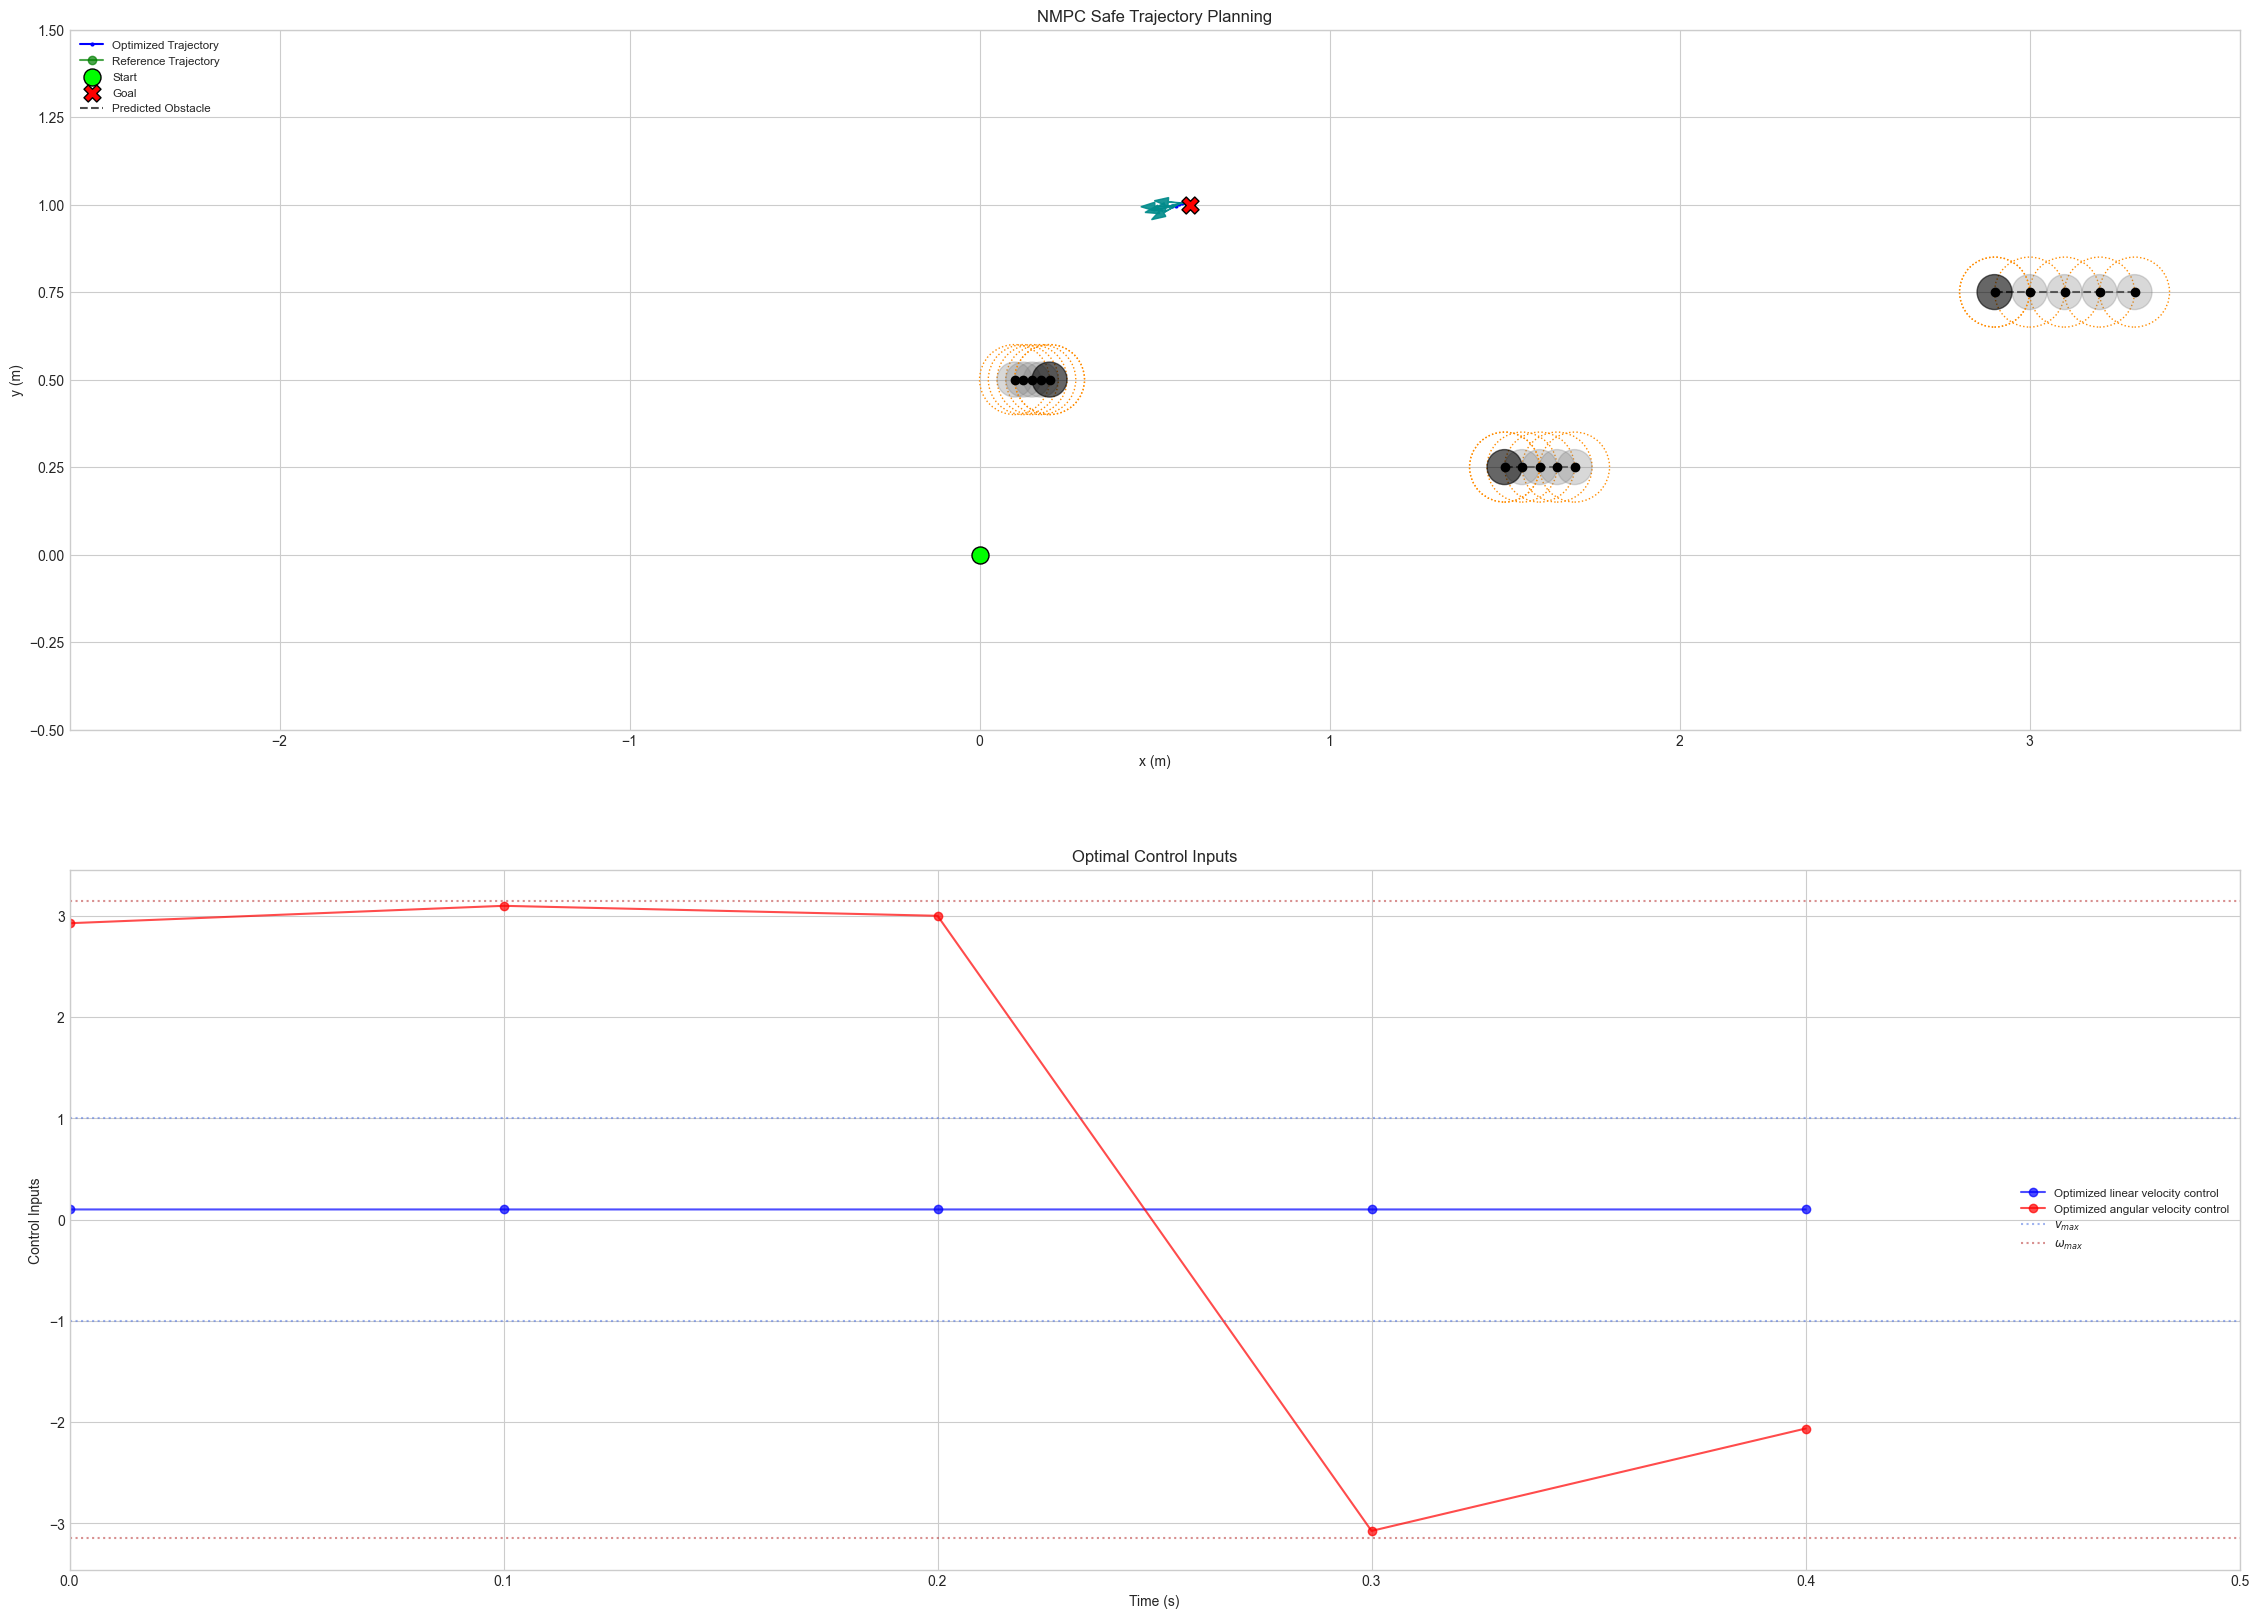 NMPC Safe Trajectory Planning
1.50
1.25
1.00
0.75
0.50
0.25
0.00
−0.25
−0.50
y (m)
Optimized Trajectory
Reference Trajectory
Start
Goal
Predicted Obstacle
−2
−1
0
1
2
3
x (m)
Optimal Control Inputs
3
2
1
0
−1
−2
−3
Control Inputs
Optimized linear velocity control
Optimized angular velocity control
v_max
ω_max
0.0
0.1
0.2
0.3
0.4
0.5
Time (s)